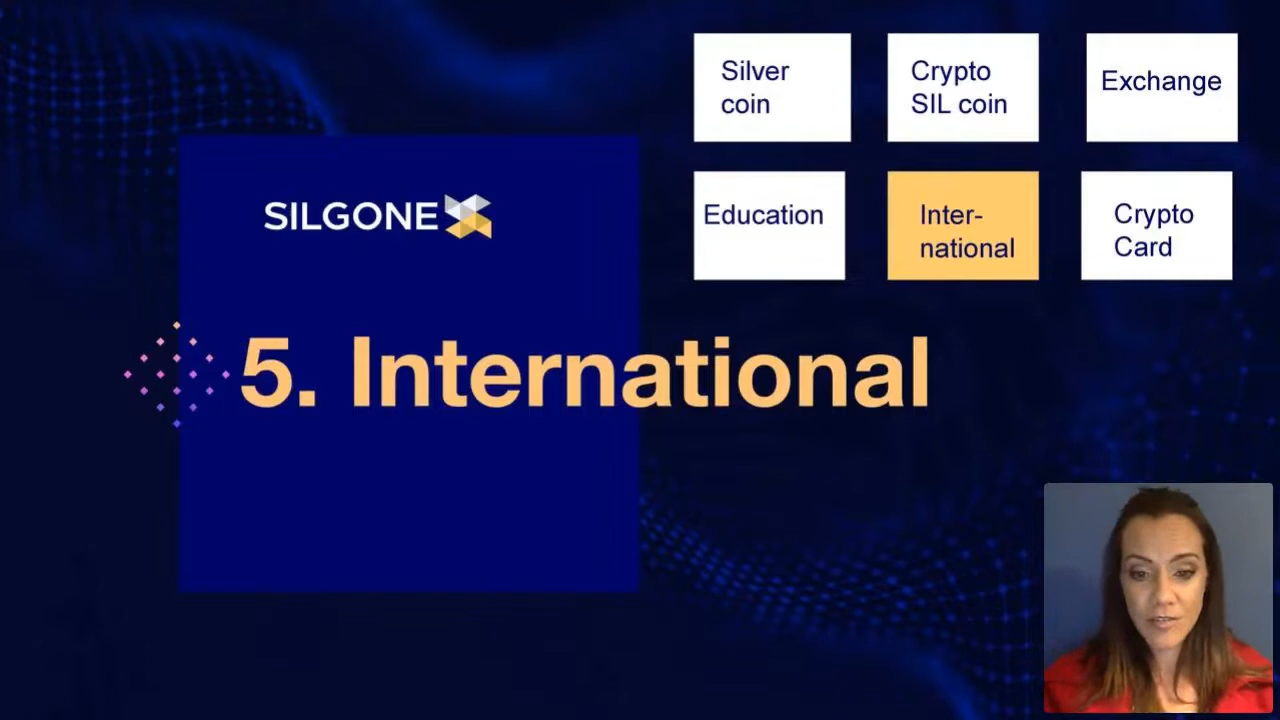 Silver
coin
Crypto
SIL coin
Exchange
Education
Inter-
national
Crypto
Card
SILGONE
5. International